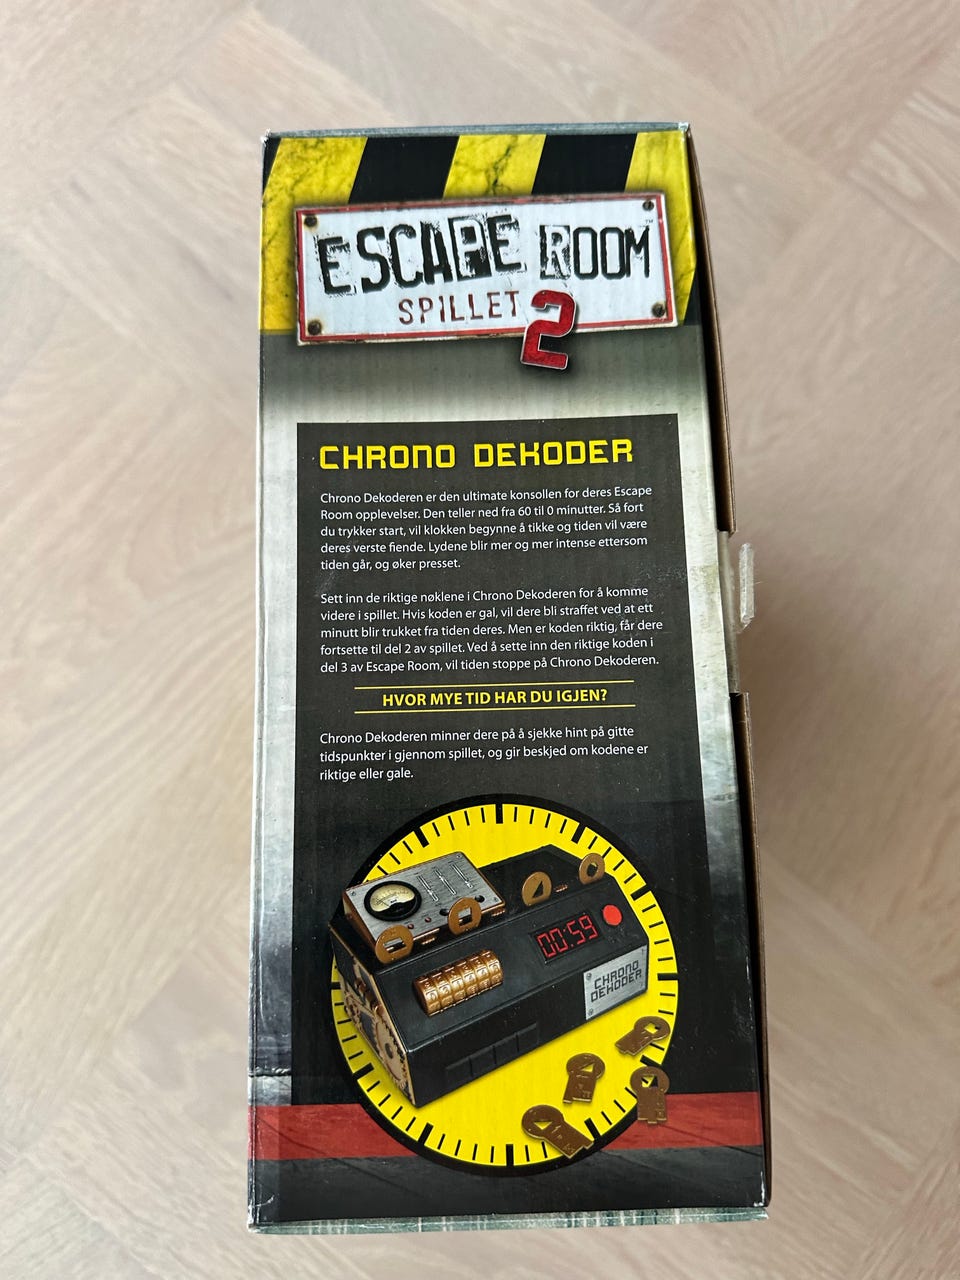 ESCAPE ROOM™
SPILLET 2
CHRONO DEKODER
Chrono Dekoderen er den ultimate konsollen for deres Escape
Room opplevelser. Den teller ned fra 60 til 0 minutter. Så fort
du trykker start, vil klokken begynne å tikke og tiden vil være
deres verste fiende. Lydene blir mer og mer intense ettersom
tiden går, og øker presset.
Sett inn de riktige nøklene i Chrono Dekoderen for å komme
videre i spillet. Hvis koden er gal, vil dere bli straffet ved at ett
minutt blir trukket fra tiden deres. Men er koden riktig, får dere
fortsette til del 2 av spillet. Ved å sette inn den riktige koden i
del 3 av Escape Room, vil tiden stoppe på Chrono Dekoderen.
HVOR MYE TID HAR DU IGJEN?
Chrono Dekoderen minner dere på å sjekke hint på gitte
tidspunkter i gjennom spillet, og gir beskjed om kodene er
riktige eller gale.
00:59
CHRONO
DEKODER